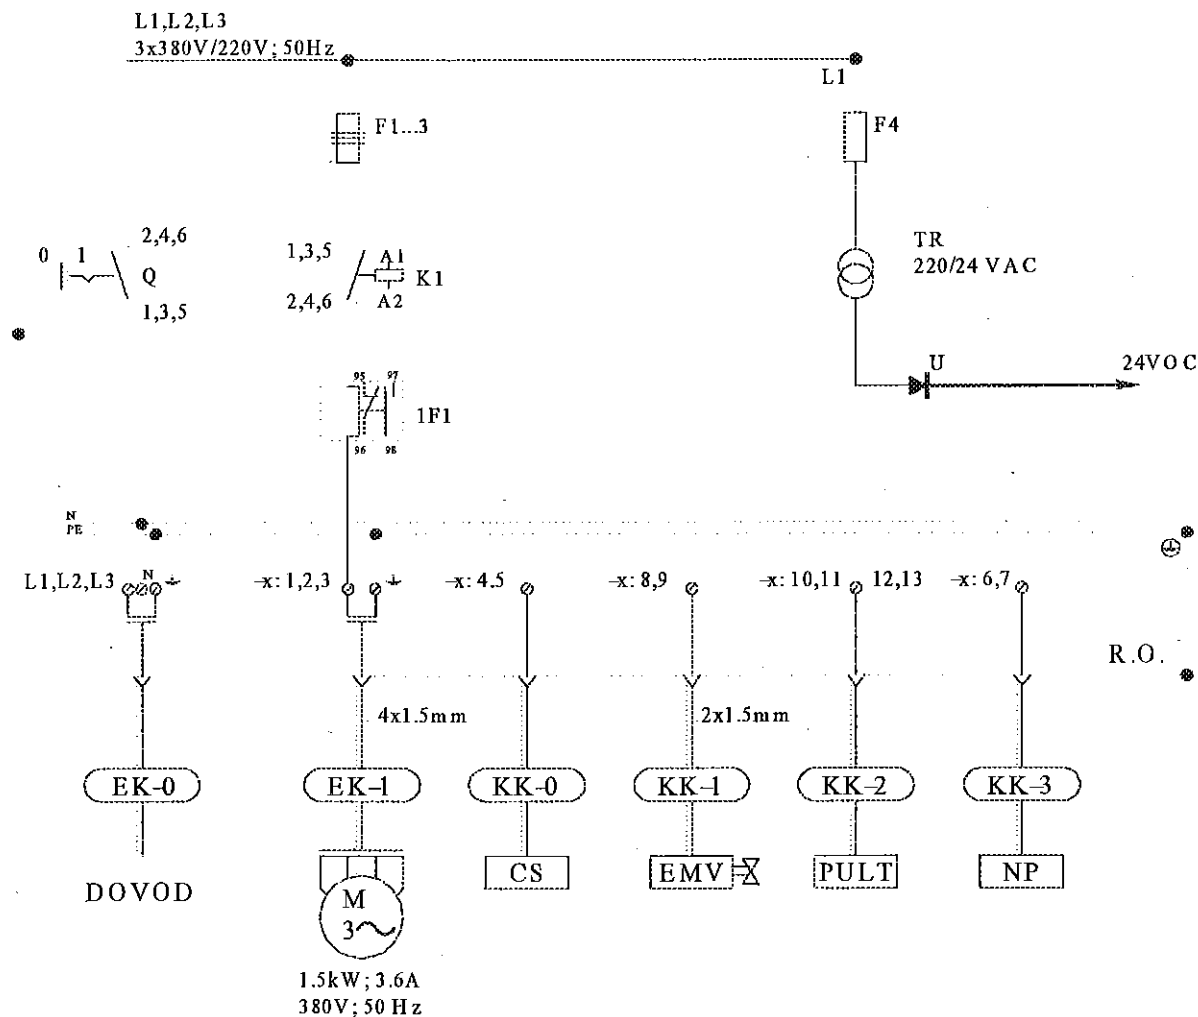 L1,L2,L3
3x380V/220V; 50Hz
L1
F1...3
F4
0 1
2,4,6
Q
1,3,5
1,3,5
2,4,6
A1
K1
A2
TR
220/24 VAC
U
24VOC
95 97
1F1
96 98
N
PE
L1,L2,L3
N
-x: 1,2,3
-x: 4.5
-x: 8,9
-x: 10,11
12,13
-x: 6,7
R.O.
4x1.5mm
2x1.5mm
EK-0
EK-1
KK-0
KK-1
KK-2
KK-3
DOVOD
M
3
CS
EMV
PULT
NP
1.5kW; 3.6A
380V; 50 Hz